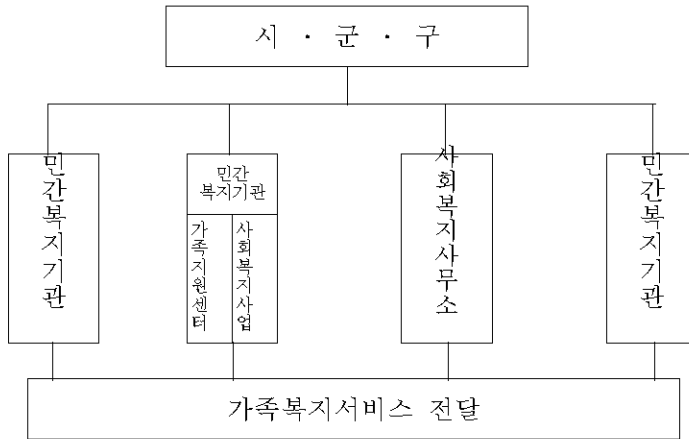 시 · 군 · 구
민간복지기관
민간
복지기관
가족지원센터
사회복지사업
사회복지사무소
민간복지기관
가족복지서비스 전달